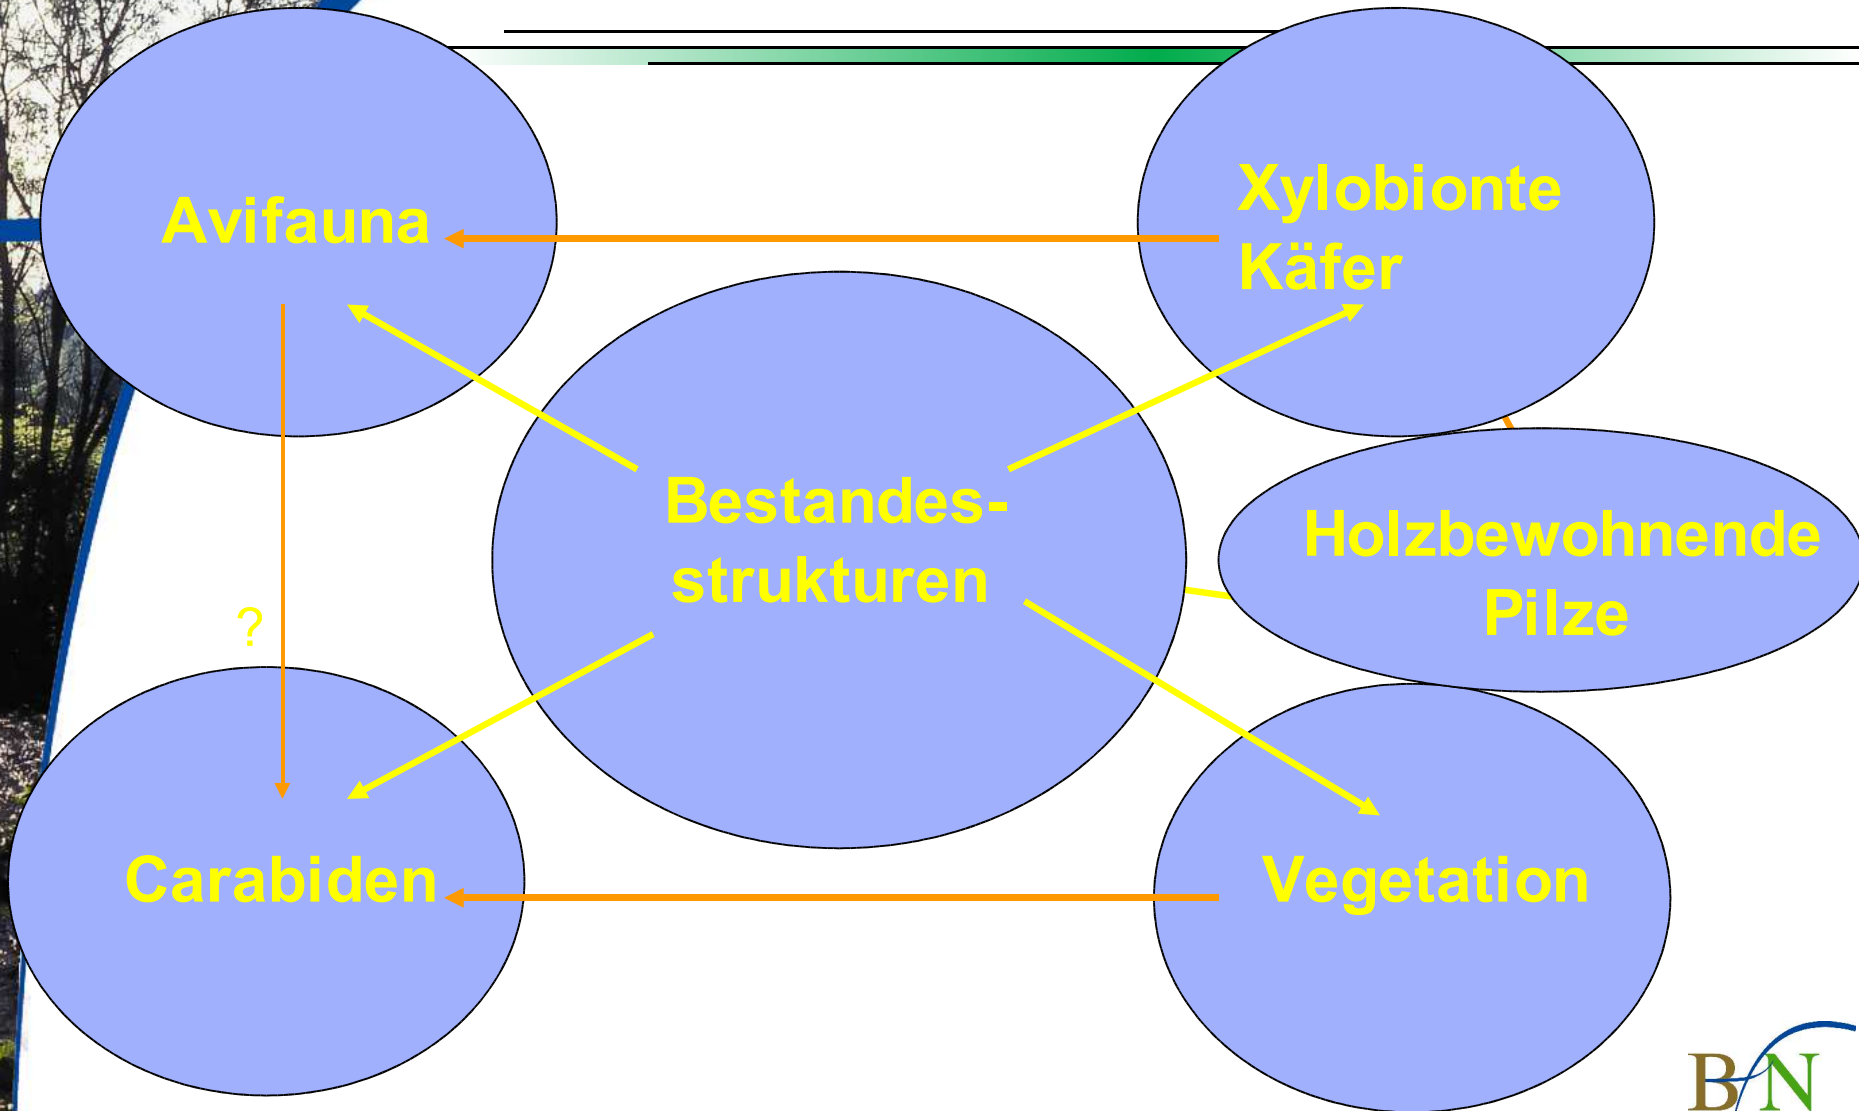 Avifauna
Xylobionte
Käfer
Bestandes-
strukturen
Holzbewohnende
Pilze
?
Carabiden
Vegetation
BfN